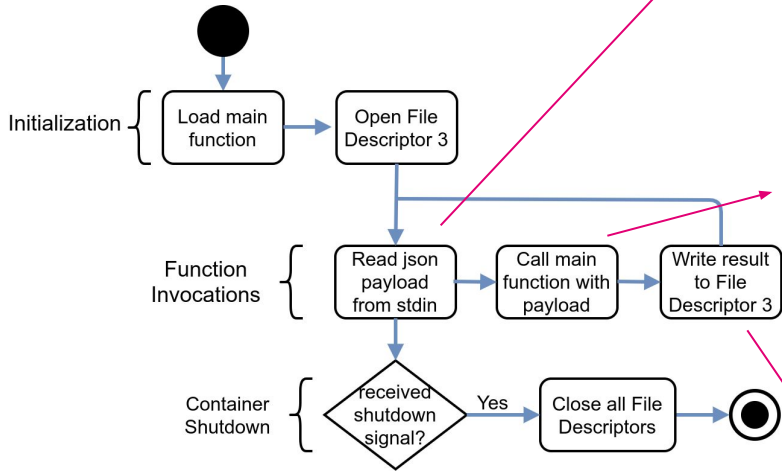 Initialization
Load main
function
Open File
Descriptor 3
Function
Invocations
Read json
payload
from stdin
Call main
function with
payload
Write result
to File
Descriptor 3
Container
Shutdown
received
shutdown
signal?
Yes
Close all File
Descriptors